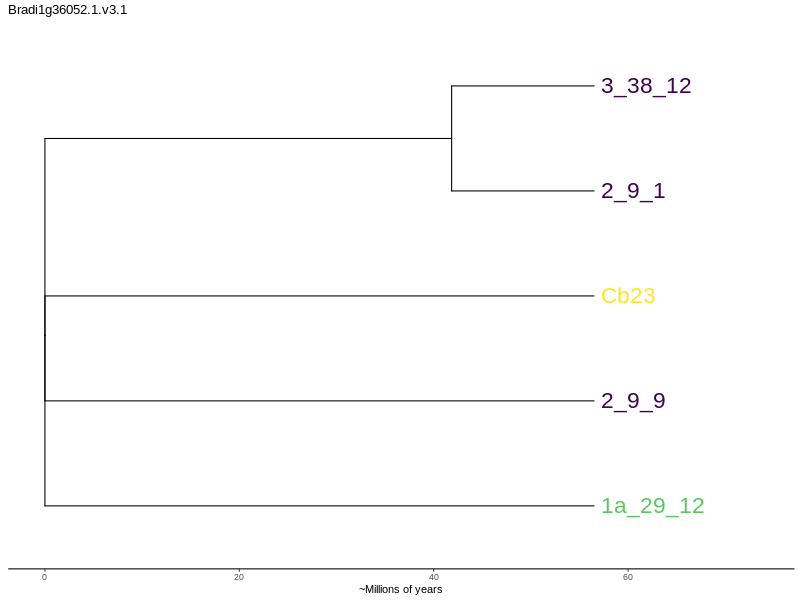 Bradi1g36052.1.v3.1
3_38_12
2_9_1
Cb23
2_9_9
1a_29_12
0 20 40 60
~Millions of years